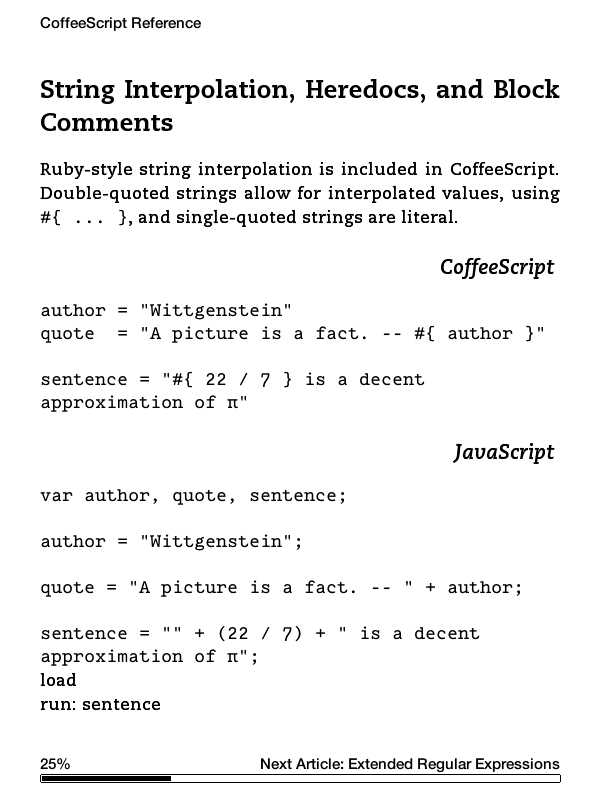 CoffeeScript Reference
String Interpolation, Heredocs, and Block
Comments
Ruby-style string interpolation is included in CoffeeScript.
Double-quoted strings allow for interpolated values, using
#{ ... }, and single-quoted strings are literal.
CoffeeScript
author = "Wittgenstein"
quote  = "A picture is a fact. -- #{ author }"
sentence = "#{ 22 / 7 } is a decent
approximation of π"
JavaScript
var author, quote, sentence;
author = "Wittgenstein";
quote = "A picture is a fact. -- " + author;
sentence = "" + (22 / 7) + " is a decent
approximation of π";
load
run: sentence
25% Next Article: Extended Regular Expressions